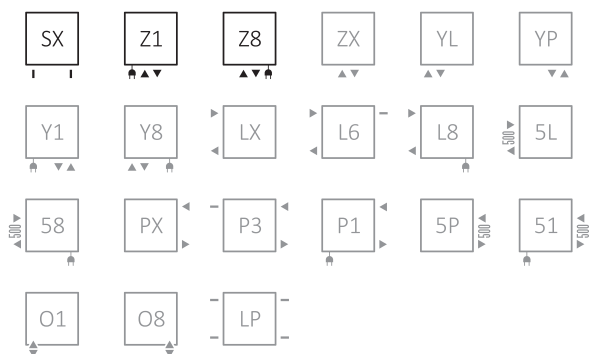 SX Z1 Z8 ZX YL YP
Y1 Y8 LX L6 L8 500 5L
500 58 PX P3 P1 5P 500 51 500
O1 O8 LP